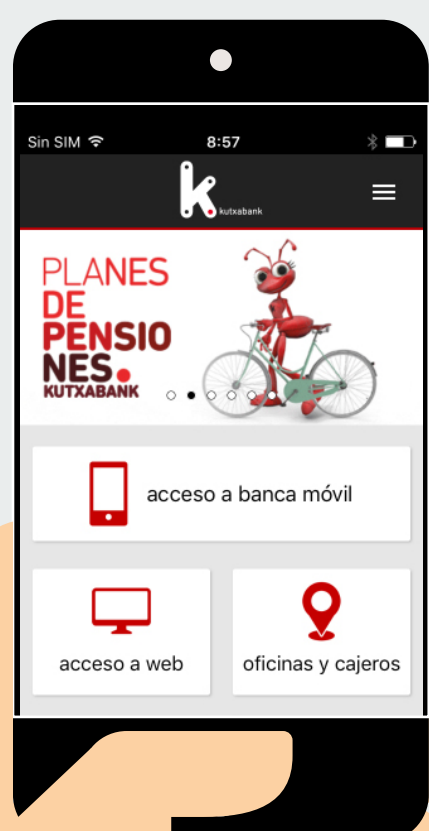 Sin SIM 8:57
k kutxabank
PLANES
DE
PENSIO
NES.
KUTXABANK
acceso a banca móvil
acceso a web
oficinas y cajeros